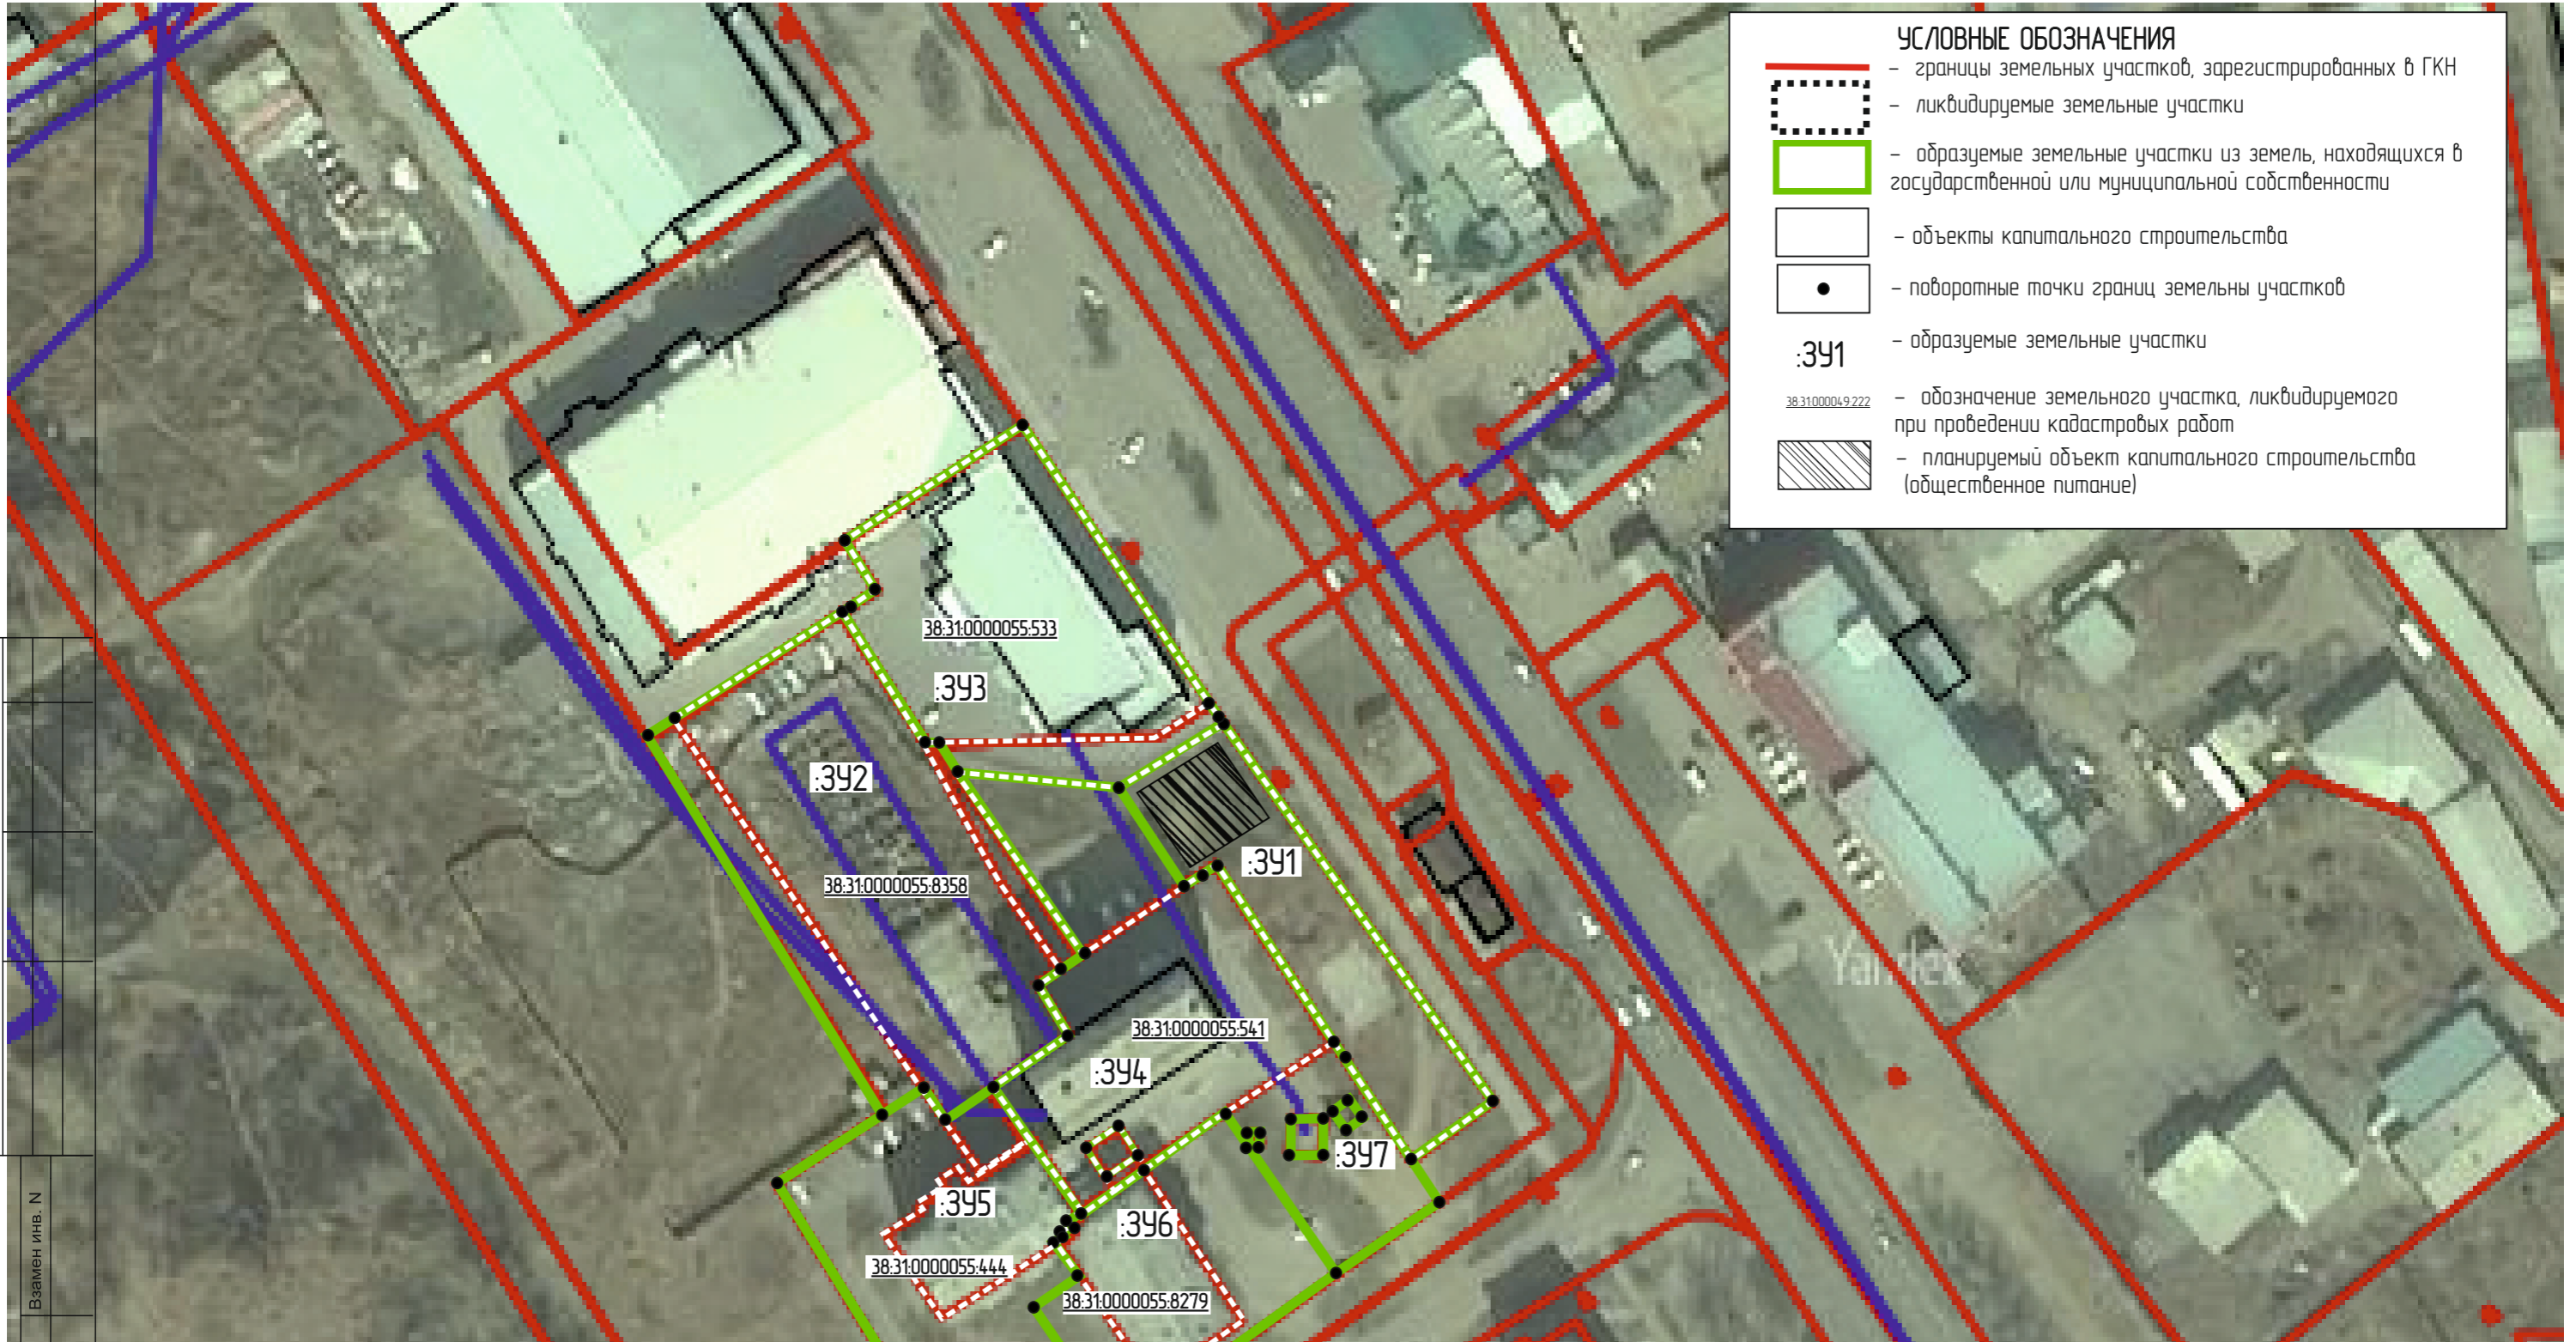 УСЛОВНЫЕ ОБОЗНАЧЕНИЯ
- границы земельных участков, зарегистрированных в ГКН
- ликвидируемые земельные участки
- образуемые земельные участки из земель, находящихся в
государственной или муниципальной собственности
- объекты капитального строительства
- поворотные точки границ земельны участков
:ЗУ1
- образуемые земельные участки
38:31:000049:222
- обозначение земельного участка, ликвидируемого
при проведении кадастровых работ
- планируемый объект капитального строительства
(общественное питание)
38:31:0000055:533
:ЗУ3
:ЗУ2
:ЗУ1
38:31:0000055:8358
Yandex
38:31:0000055:541
:ЗУ4
:ЗУ7
:ЗУ5
:ЗУ6
38:31:0000055:444
38:31:0000055:8279
Взамен инв. N